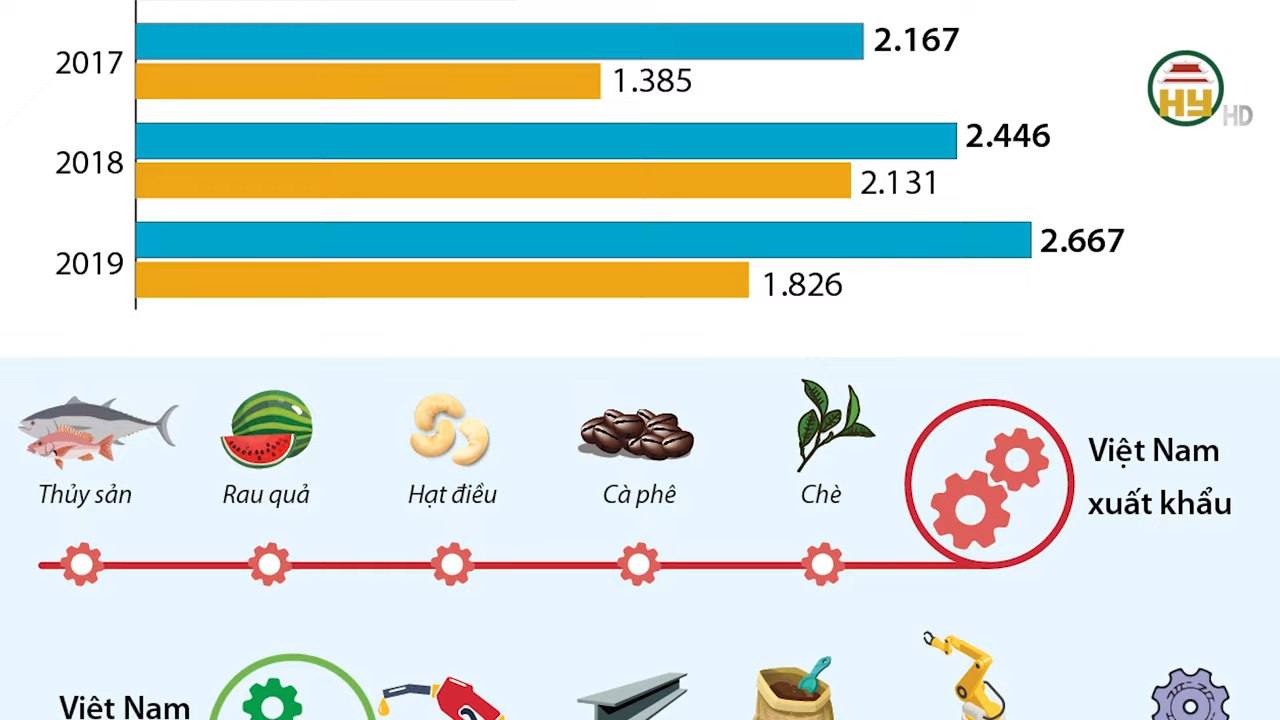 2017
2.167
1.385
2018
2.446
2.131
2019
2.667
1.826
HY HD
Thủy sản
Rau quả
Hạt điều
Cà phê
Chè
Việt Nam
xuất khẩu
Việt Nam